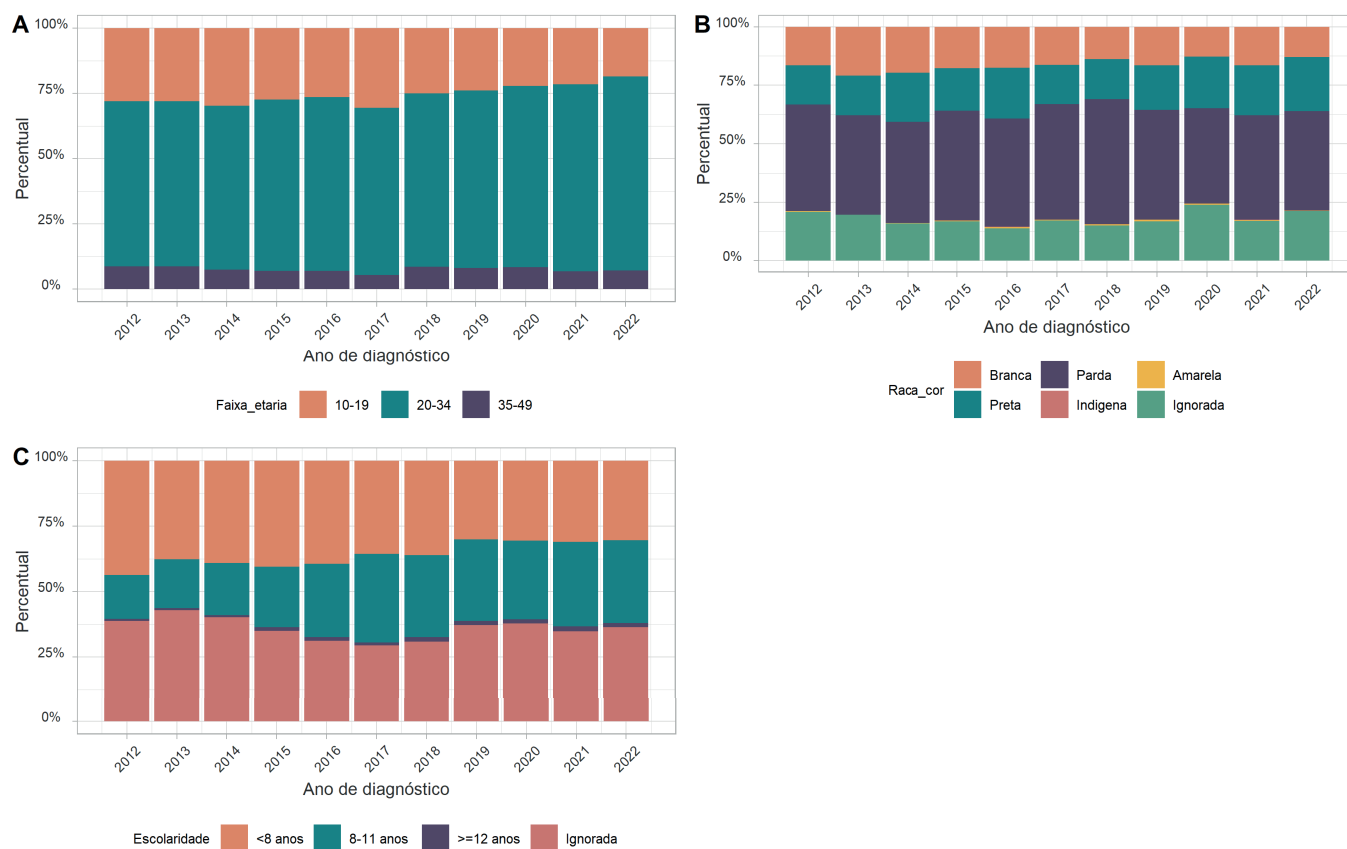 A
100%
75%
50%
25%
0%
Percentual
2012 2013 2014 2015 2016 2017 2018 2019 2020 2021 2022
Ano de diagnóstico
Faixa_etaria 10-19 20-34 35-49
B
100%
75%
50%
25%
0%
Percentual
2012 2013 2014 2015 2016 2017 2018 2019 2020 2021 2022
Ano de diagnóstico
Raca_cor
Branca Parda Amarela
Preta Indigena Ignorada
C
100%
75%
50%
25%
0%
Percentual
2012 2013 2014 2015 2016 2017 2018 2019 2020 2021 2022
Ano de diagnóstico
Escolaridade <8 anos 8-11 anos >=12 anos Ignorada